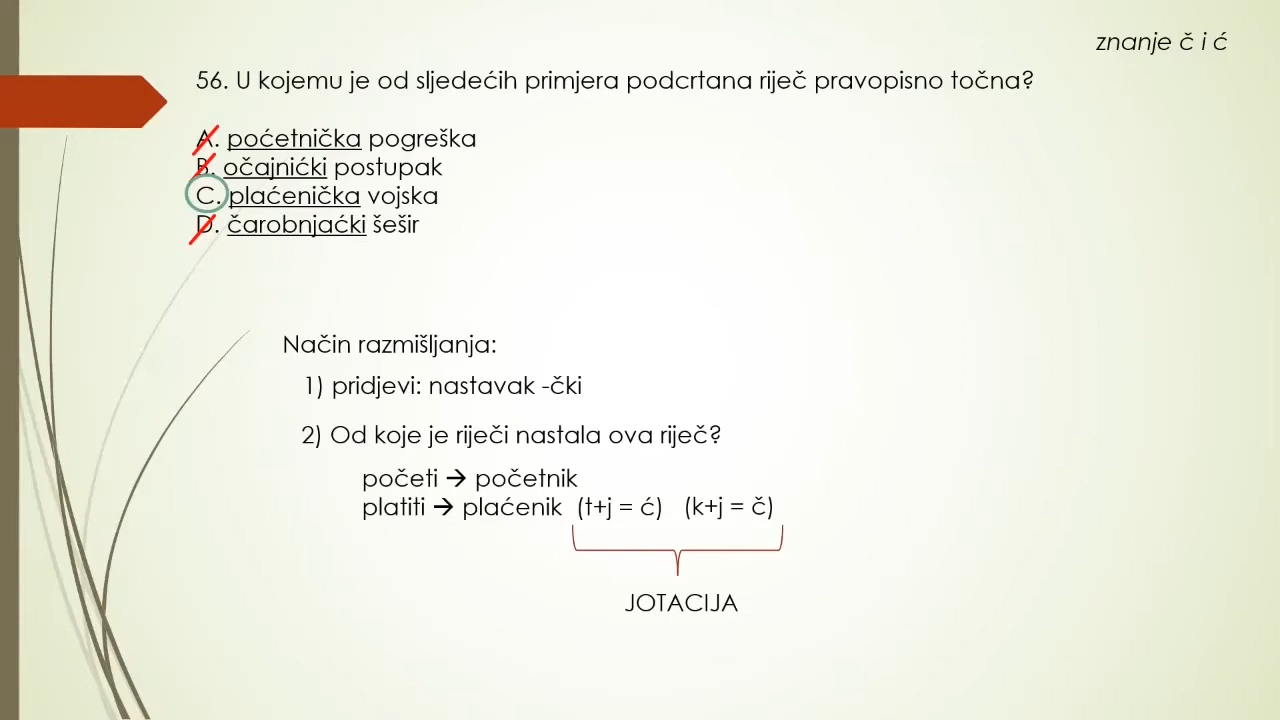 znanje č i ć
56. U kojemu je od sljedećih primjera podcrtana riječ pravopisno točna?
A. poćetnička pogreška
B. očajnićki postupak
C. plaćenička vojska
D. čarobnjaćki šešir
Način razmišljanja:
1) pridjevi: nastavak -čki
2) Od koje je riječi nastala ova riječ?
početi → početnik
platiti → plaćenik (t+j = ć) (k+j = č)
JOTACIJA